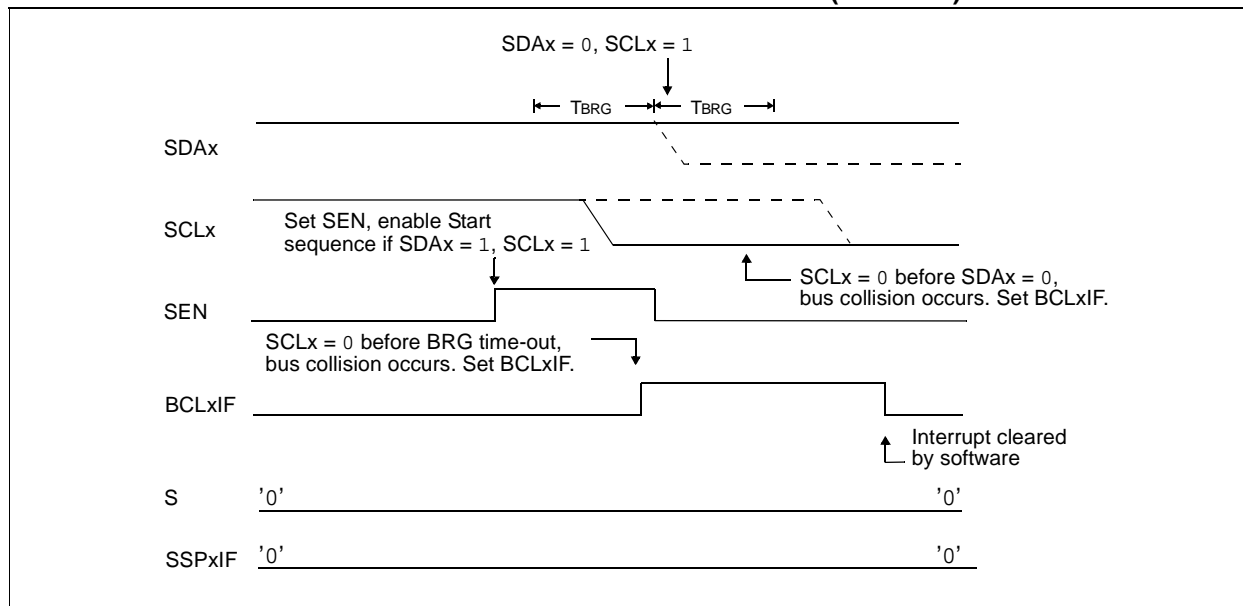 SDAx = 0, SCLx = 1
TBRG TBRG
SDAx
SCLx
Set SEN, enable Start
sequence if SDAx = 1, SCLx = 1
SCLx = 0 before SDAx = 0,
bus collision occurs. Set BCLxIF.
SEN
SCLx = 0 before BRG time-out,
bus collision occurs. Set BCLxIF.
BCLxIF
Interrupt cleared
by software
S '0' '0'
SSPxIF '0' '0'